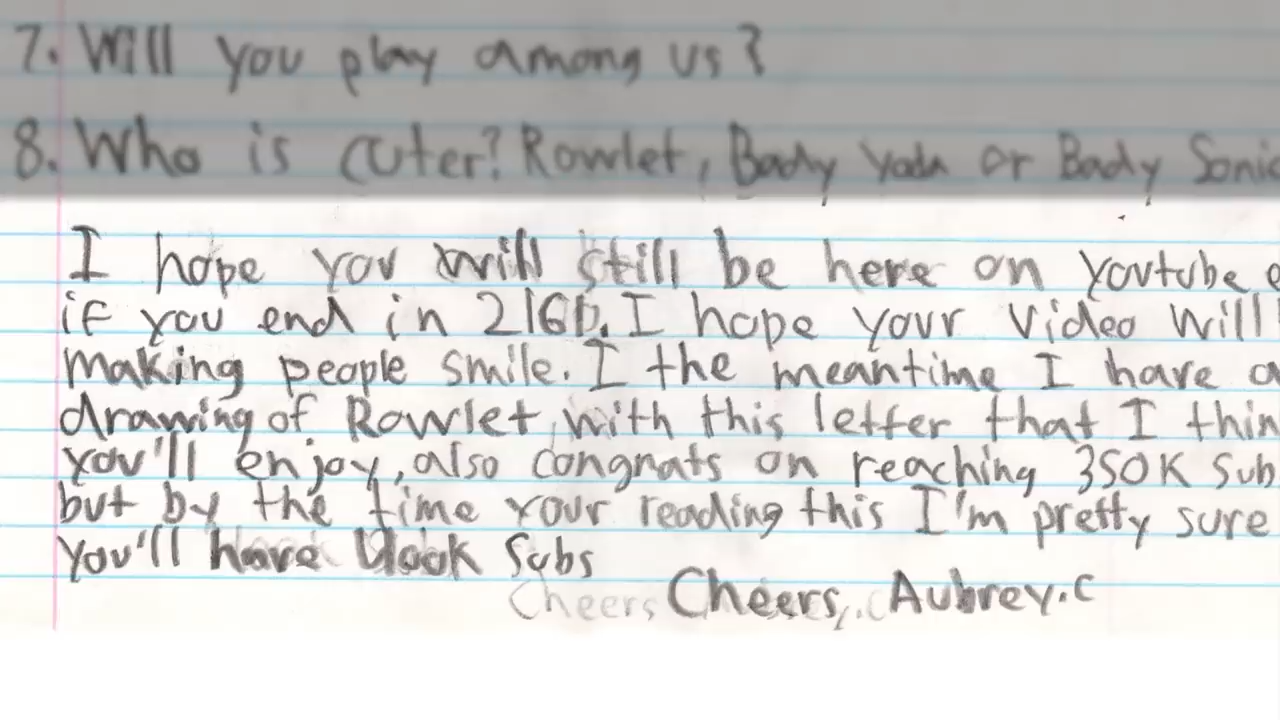 7. Will you play among us?
8. Who is cuter? Rowlet, Bady Yoda or Bady Sonic
I hope you will still be here on youtube
if you end in 2160. I hope your video will
making people smile. I the meantime I have a
drawing of Rowlet with this letter that I thin
you'll enjoy, also congrats on reaching 350K Sub
but by the time your reading this I'm pretty sure
you'll have 400K Subs
Cheers Cheers, Aubrey.C